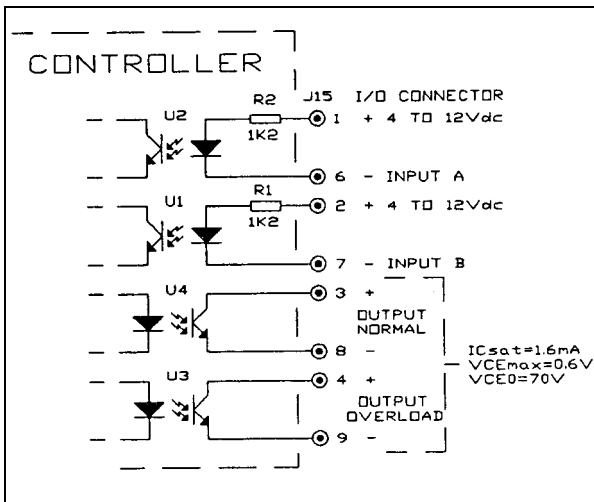 CONTROLLER
R2 J15 I/O CONNECTOR
U2 1K2 1 + 4 TO 12Vdc
6 - INPUT A
R1
U1 1K2 2 + 4 TO 12Vdc
7 - INPUT B
U4 3 +
OUTPUT
NORMAL
8 -
U3 4 +
OUTPUT
OVERLOAD
9 -
ICsat=1.6mA
VCEmax=0.6V
VCE0=70V